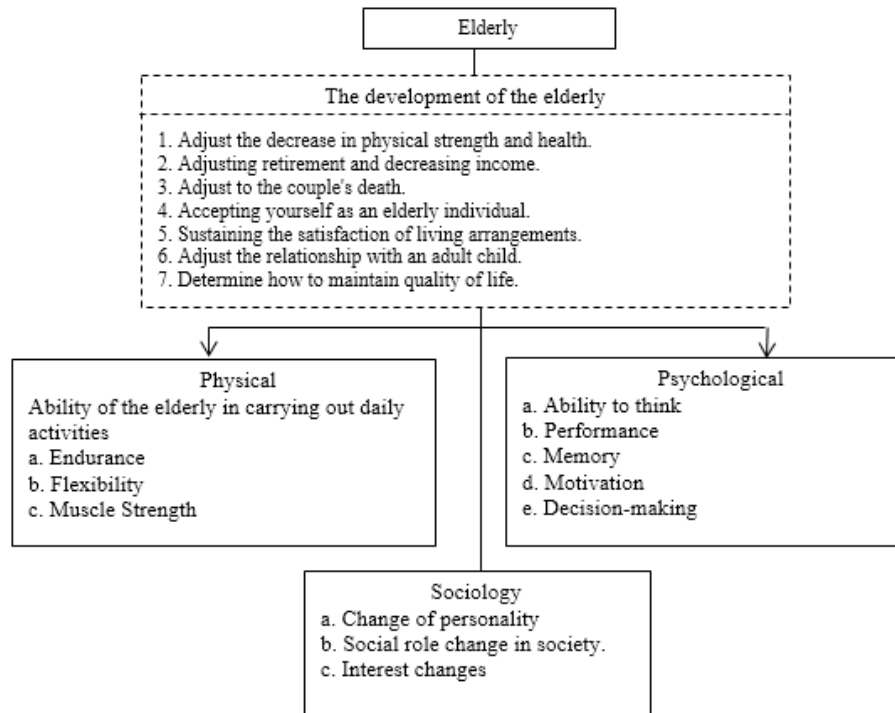 Elderly
The development of the elderly
1. Adjust the decrease in physical strength and health.
2. Adjusting retirement and decreasing income.
3. Adjust to the couple's death.
4. Accepting yourself as an elderly individual.
5. Sustaining the satisfaction of living arrangements.
6. Adjust the relationship with an adult child.
7. Determine how to maintain quality of life.
Physical
Ability of the elderly in carrying out daily
activities
a. Endurance
b. Flexibility
c. Muscle Strength
Psychological
a. Ability to think
b. Performance
c. Memory
d. Motivation
e. Decision-making
Sociology
a. Change of personality
b. Social role change in society.
c. Interest changes